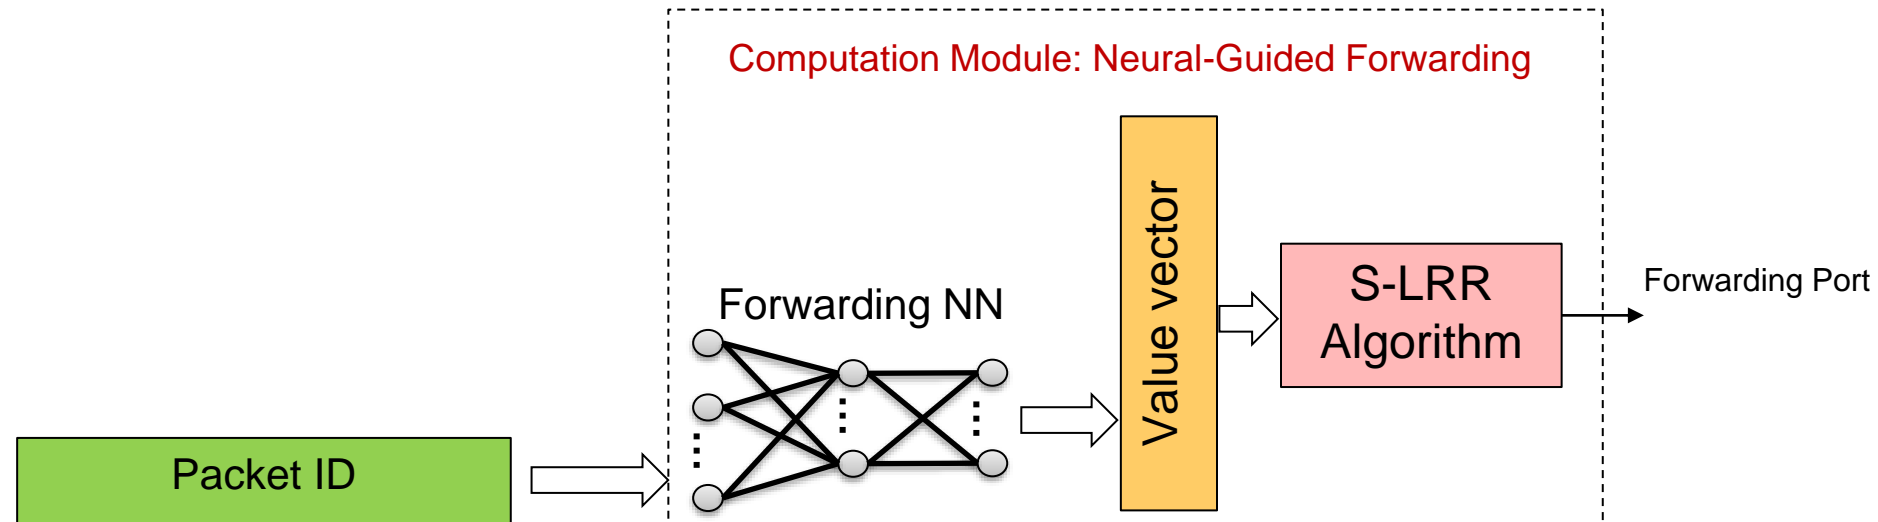 Computation Module: Neural-Guided Forwarding
Forwarding NN
Value vector
S-LRR
Algorithm
Forwarding Port
Packet ID